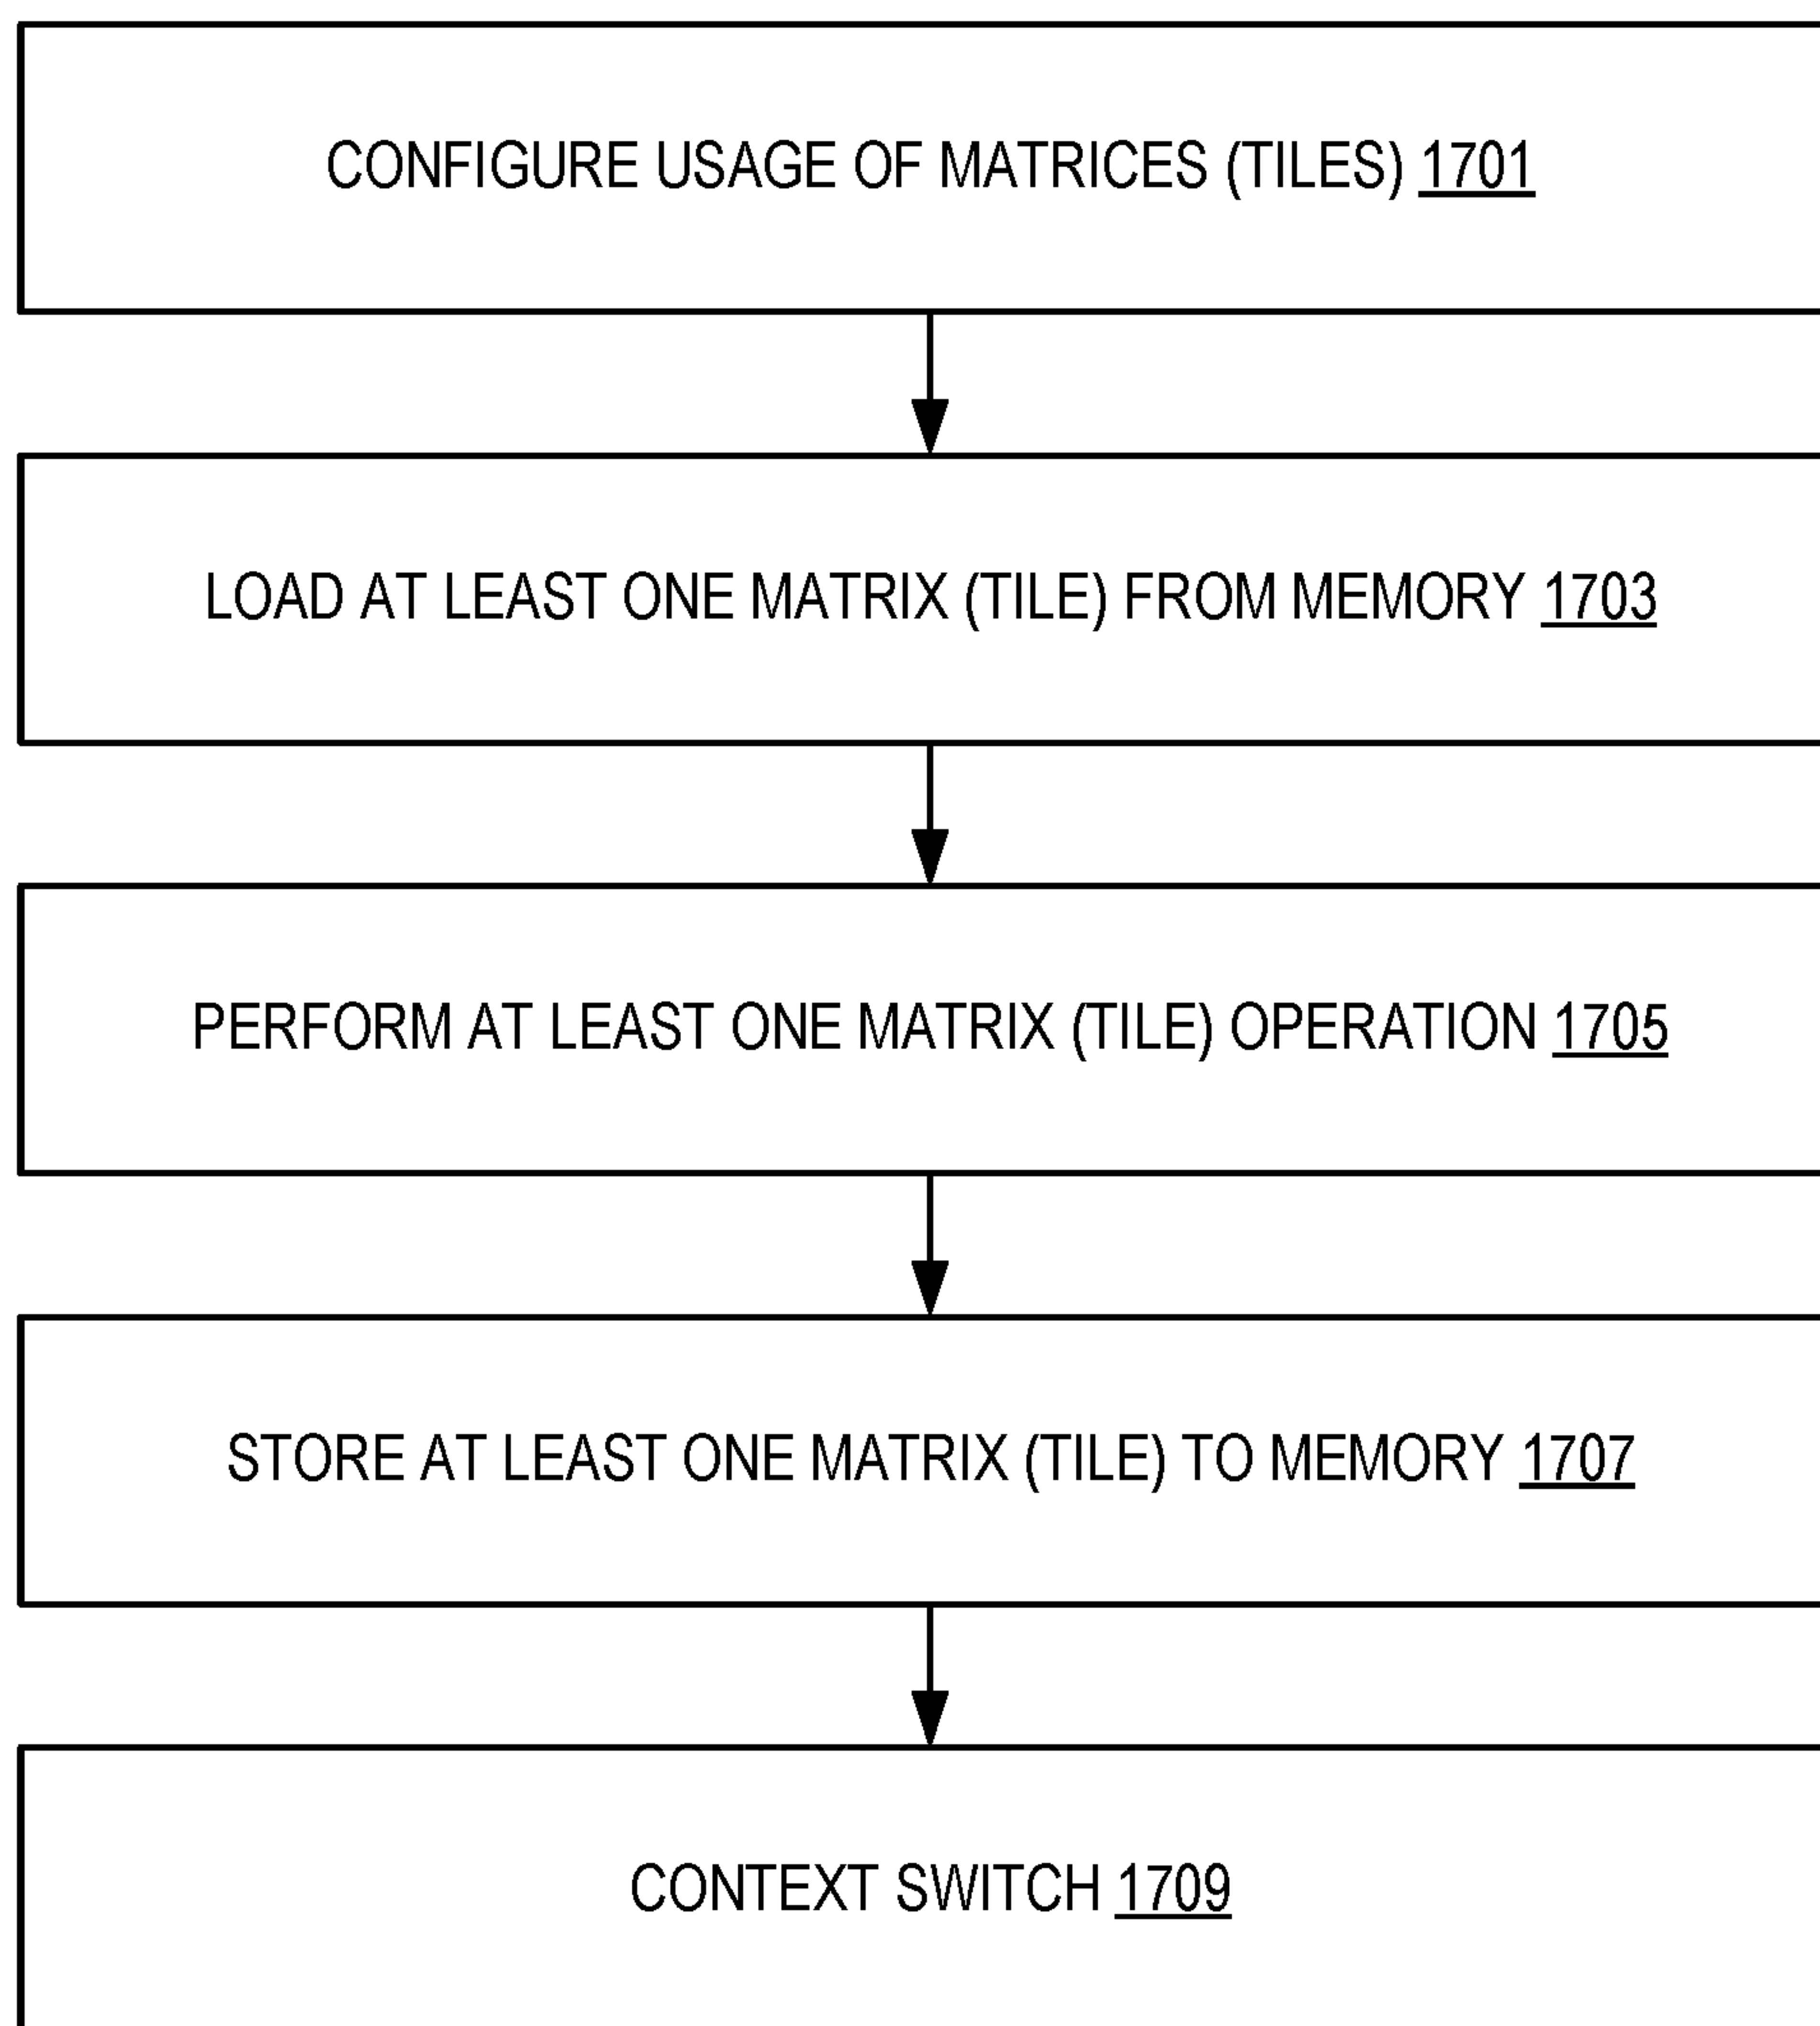 CONFIGURE USAGE OF MATRICES (TILES) 1701
LOAD AT LEAST ONE MATRIX (TILE) FROM MEMORY 1703
PERFORM AT LEAST ONE MATRIX (TILE) OPERATION 1705
STORE AT LEAST ONE MATRIX (TILE) TO MEMORY 1707
CONTEXT SWITCH 1709